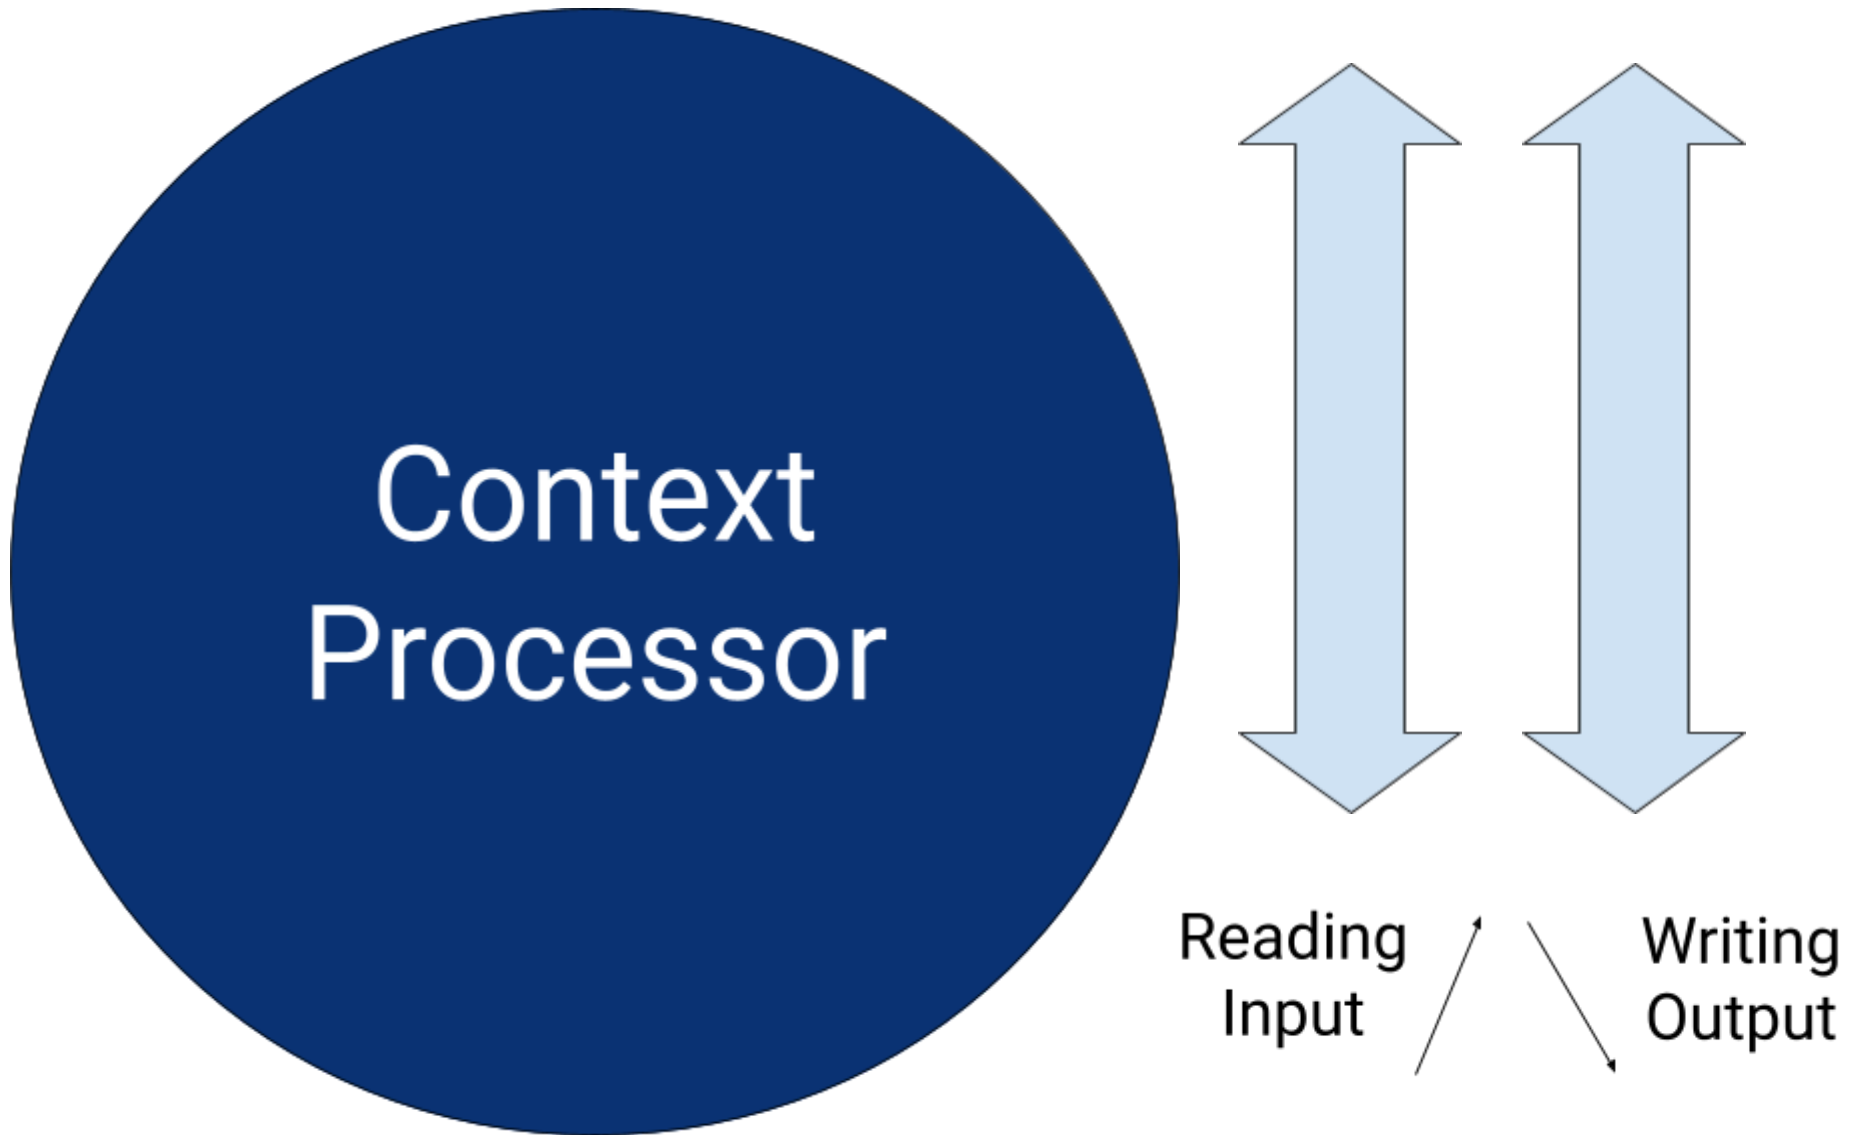 Context
Processor
Reading
Input
Writing
Output